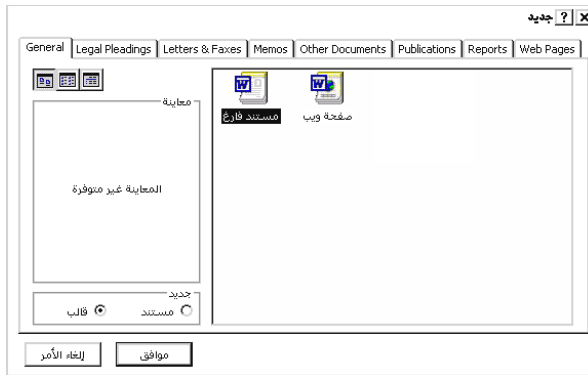 جديد
General Legal Pleadings Letters & Faxes Memos Other Documents Publications Reports Web Pages
معاينة
مستند فارغ
صفحة ويب
المعاينة غير متوفرة
جديد
مستند
قالب
موافق
إلغاء الأمر